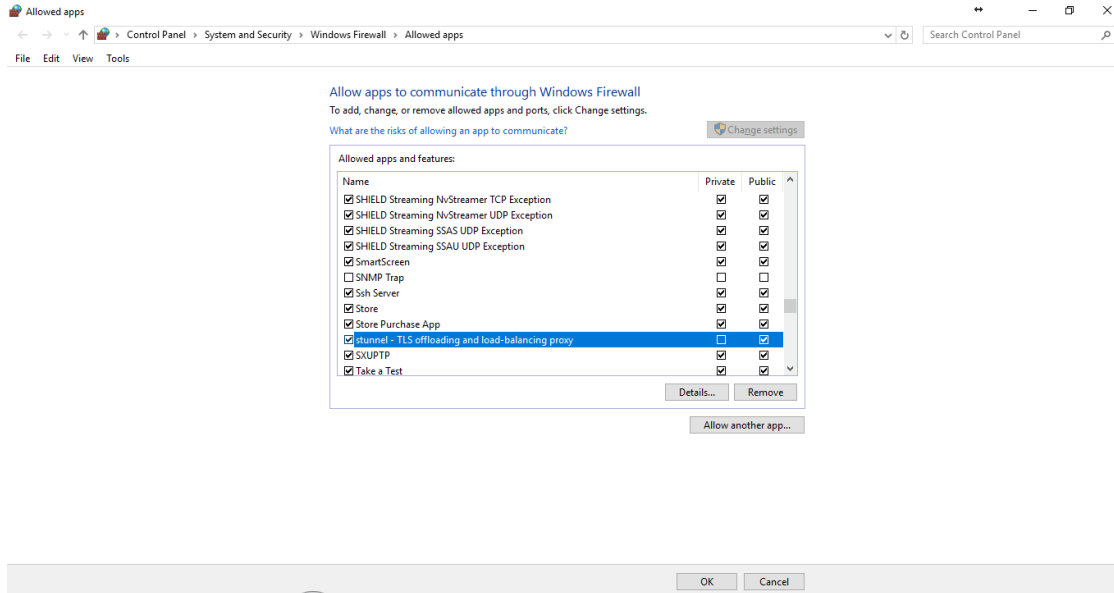 Allowed apps
Control Panel > System and Security > Windows Firewall > Allowed apps
Search Control Panel
File Edit View Tools
Allow apps to communicate through Windows Firewall
To add, change, or remove allowed apps and ports, click Change settings.
What are the risks of allowing an app to communicate?
Change settings
Allowed apps and features:
Name Private Public
SHIELD Streaming NvStreamer TCP Exception
SHIELD Streaming NvStreamer UDP Exception
SHIELD Streaming SSAS UDP Exception
SHIELD Streaming SSAU UDP Exception
SmartScreen
SNMP Trap
Ssh Server
Store
Store Purchase App
stunnel - TLS offloading and load-balancing proxy
SXUPTP
Take a Test
Details... Remove
Allow another app...
OK Cancel